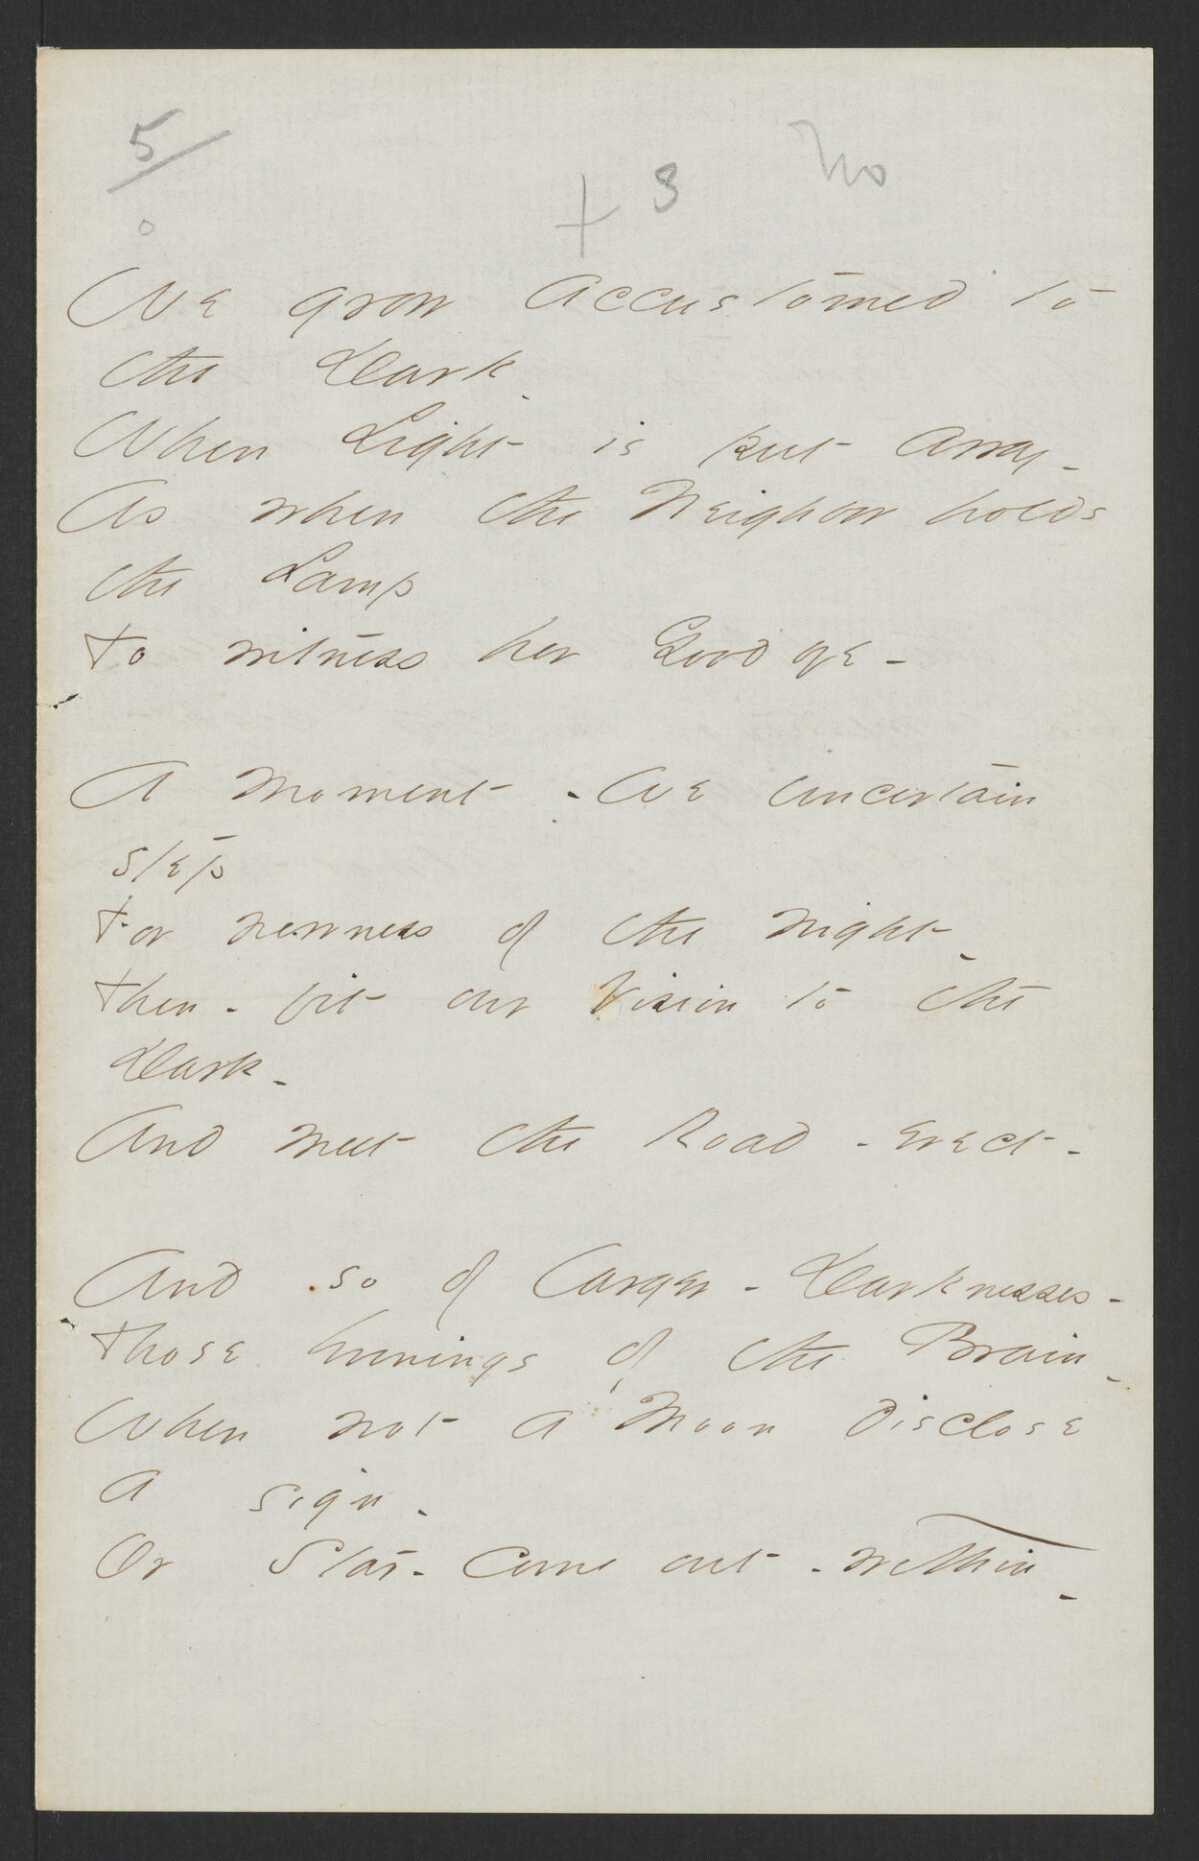 5
+ 3 No
We grow accustomed to
the Dark
When Light is put away -
As when the Neighbor holds
the Lamp
To witness her Good bye -
A Moment - We uncertain
step
For newness of the night -
Then - fit our Vision to the
Dark -
And meet the Road - erect -
And so of larger - Darknesses -
Those Evenings of the Brain -
When not a Moon disclose
a sign -
Or Star - come out - within -